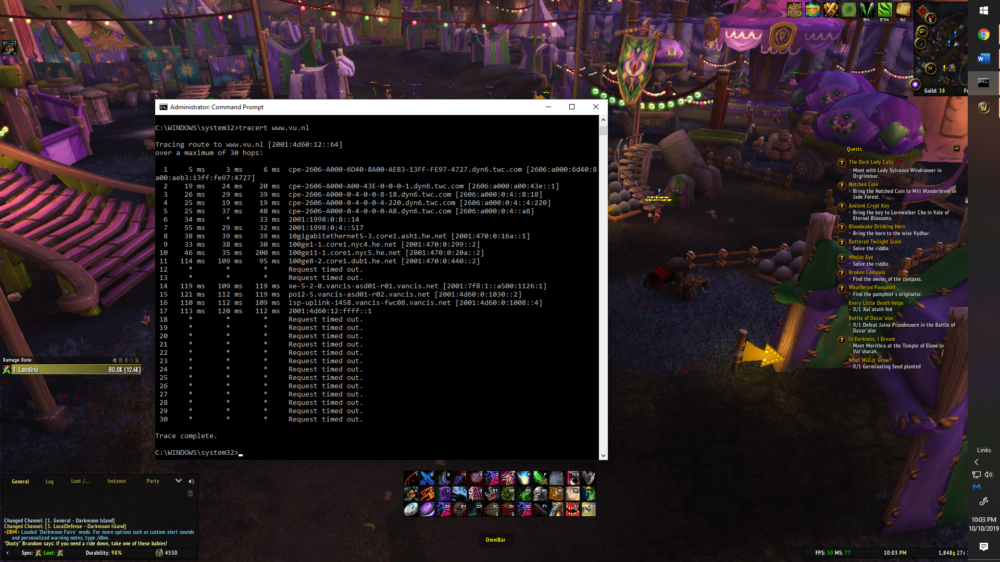 Administrator: Command Prompt
C:\WINDOWS\system32>tracert www.vu.nl
Tracing route to www.vu.nl [2001:4d60:12::64]
over a maximum of 30 hops:
1 5 ms 3 ms 6 ms cpe-2606-A000-6D40-8A00-AEB3-13FF-FE97-4727.dyn6.twc.com [2606:a000:6d40:8
a00:aeb3:13ff:fe97:4727]
2 19 ms 24 ms 20 ms cpe-2606-A000-A00-43E-0-0-0-1.dyn6.twc.com [2606:a000:a00:43e::1]
3 26 ms 29 ms 39 ms cpe-2606-A000-0-4-0-0-8-18.dyn6.twc.com [2606:a000:0:4::8:18]
4 25 ms 19 ms 19 ms cpe-2606-A000-0-4-0-0-4-220.dyn6.twc.com [2606:a000:0:4::4:220]
5 25 ms 37 ms 40 ms cpe-2606-A000-0-4-0-0-0-A8.dyn6.twc.com [2606:a000:0:4::a8]
6 34 ms * 33 ms 2001:1998:0:8::14
7 55 ms 29 ms 32 ms 2001:1998:0:4::517
8 38 ms 39 ms 39 ms 10gigabitethernet5-3.core1.ash1.he.net [2001:470:0:16a::1]
9 33 ms 38 ms 30 ms 100ge1-1.core1.nyc4.he.net [2001:470:0:299::2]
10 46 ms 35 ms 200 ms 100ge11-1.core1.nyc5.he.net [2001:470:0:20a::2]
11 114 ms 109 ms 95 ms 100ge8-2.core1.dub1.he.net [2001:470:0:440::2]
12 * * * Request timed out.
13 * * * Request timed out.
14 119 ms 109 ms 119 ms xe-5-2-0.vancis-asd01-r01.vancis.net [2001:7f8:1::a500:1126:1]
15 121 ms 112 ms 119 ms po12-5.vancis-asd01-r02.vancis.net [2001:4d60:0:1030::2]
16 110 ms 112 ms 109 ms isp-uplink-1458.vancis-fwc08.vancis.net [2001:4d60:0:1008::4]
17 113 ms 120 ms 112 ms 2001:4d60:12:ffff::1
18 * * * Request timed out.
19 * * * Request timed out.
20 * * * Request timed out.
21 * * * Request timed out.
22 * * * Request timed out.
23 * * * Request timed out.
24 * * * Request timed out.
25 * * * Request timed out.
26 * * * Request timed out.
27 * * * Request timed out.
28 * * * Request timed out.
29 * * * Request timed out.
30 * * * Request timed out.
Trace complete.
C:\WINDOWS\system32>
8m 97m 8d
Guild: 38
Quests
The Dark Lady Calls
- Meet with Lady Sylvanas Windrunner in
Orgrimmar.
Notched Coin
- Bring the Notched Coin to Mili Wanderbrew in
Jade Forest.
Ancient Crypt Key
- Bring the key to Lorewalker Cho in Vale of
Eternal Blossoms.
Bloodwake Drinking Horn
- Bring the horn to the wise Vydhar.
Battered Twilight Scale
- Solve the riddle.
Murloc Eye
- Solve the riddle.
Broken Compass
- Find the owner of the compass.
Weathered Pamphlet
- Find the pamphlet's originator.
Every Little Death Helps
- 0/1 Xal'atath fed
Battle of Dazar'alor
- 0/1 Defeat Jaina Proudmoore in the Battle of
Dazar'alor
In Darkness, I Dream
- Meet Merithra at the Temple of Elune in
Val'sharah.
What Will It Grow?
- 0/1 Germinating Seed planted
Damage Done
1. Landinö 80.0K (12.4K)
General Log Loot /... Instance Party
Changed Channel: [1. General - Darkmoon Island]
Changed Channel: [3. LocalDefense - Darkmoon Island]
<DBM> Loaded 'Darkmoon Faire' mods. For more options such as custom alert sounds
and personalized warning notes, type /dbm.
"Dusty" Brandom says: If you need a ride down, take one of these babies!
< Spec: Loot: Durability: 98% 4550
OmniBar
FPS: 30 MS: 77 10:03 PM 1,848g 27s
Links
10:03 PM
10/10/2019